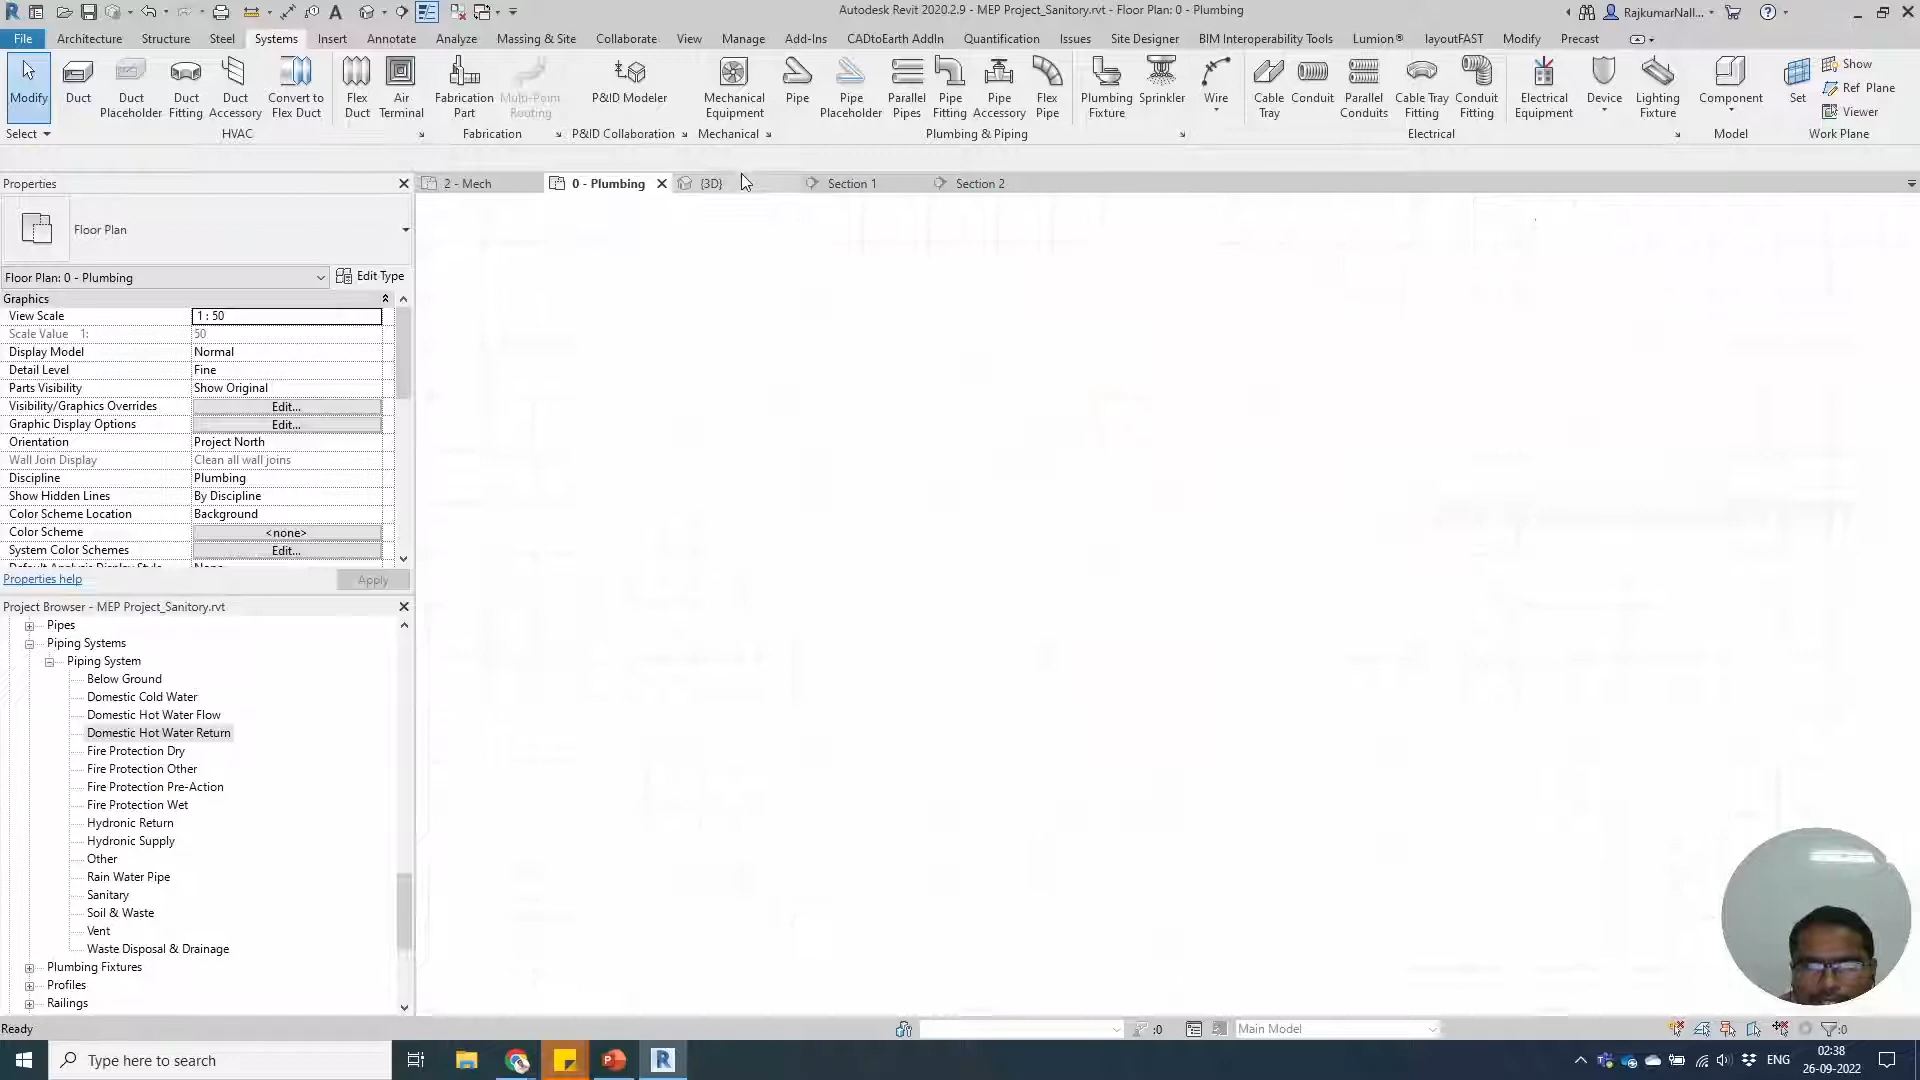 Autodesk Revit 2020.2.9 - MEP Project_Sanitory.rvt - Floor Plan: 0 - Plumbing
RajkumarNall...
File Architecture Structure Steel Systems Insert Annotate Analyze Massing & Site Collaborate View Manage Add-Ins CADtoEarth AddIn Quantification Issues Site Designer BIM Interoperability Tools Lumion® layoutFAST Modify Precast
Modify
Duct
Duct Placeholder
Duct Fitting
Duct Accessory
Convert to Flex Duct
Flex Duct
Air Terminal
Fabrication Part
Multi-Point Routing
P&ID Modeler
Mechanical Equipment
Pipe
Pipe Placeholder
Parallel Pipes
Pipe Fitting
Pipe Accessory
Flex Pipe
Plumbing Fixture
Sprinkler
Wire
Cable Tray
Conduit
Parallel Conduits
Cable Tray Fitting
Conduit Fitting
Electrical Equipment
Device
Lighting Fixture
Component
Set
Show
Ref Plane
Viewer
Select HVAC Fabrication P&ID Collaboration Mechanical Plumbing & Piping Electrical Model Work Plane
Properties
2 - Mech 0 - Plumbing {3D} Section 1 Section 2
Floor Plan
Floor Plan: 0 - Plumbing Edit Type
Graphics
View Scale 1 : 50
Scale Value 1: 50
Display Model Normal
Detail Level Fine
Parts Visibility Show Original
Visibility/Graphics Overrides Edit...
Graphic Display Options Edit...
Orientation Project North
Wall Join Display Clean all wall joins
Discipline Plumbing
Show Hidden Lines By Discipline
Color Scheme Location Background
Color Scheme <none>
System Color Schemes Edit...
Default Analysis Display Style None
Properties help Apply
Project Browser - MEP Project_Sanitory.rvt
Pipes
Piping Systems
Piping System
Below Ground
Domestic Cold Water
Domestic Hot Water Flow
Domestic Hot Water Return
Fire Protection Dry
Fire Protection Other
Fire Protection Pre-Action
Fire Protection Wet
Hydronic Return
Hydronic Supply
Other
Rain Water Pipe
Sanitary
Soil & Waste
Vent
Waste Disposal & Drainage
Plumbing Fixtures
Profiles
Railings
Ready :0 Main Model :0
Type here to search
ENG
02:38
26-09-2022